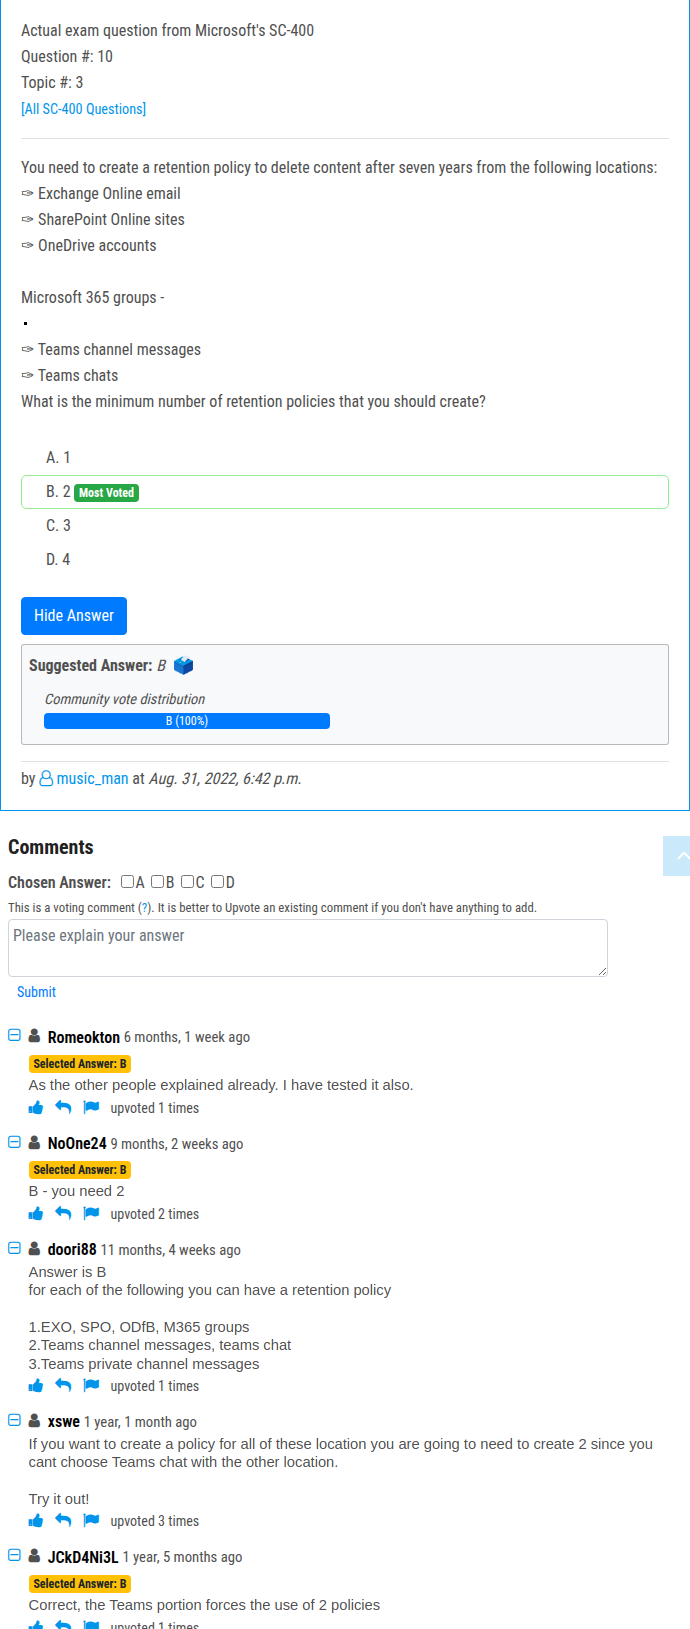 Actual exam question from Microsoft's SC-400
Question #: 10
Topic #: 3
[All SC-400 Questions]
You need to create a retention policy to delete content after seven years from the following locations:
✑ Exchange Online email
✑ SharePoint Online sites
✑ OneDrive accounts
Microsoft 365 groups -
▪
✑ Teams channel messages
✑ Teams chats
What is the minimum number of retention policies that you should create?
A. 1
B. 2 Most Voted
C. 3
D. 4
Hide Answer
Suggested Answer: B
Community vote distribution
B (100%)
by music_man at Aug. 31, 2022, 6:42 p.m.
Comments
Chosen Answer: A B C D
This is a voting comment (?). It is better to Upvote an existing comment if you don't have anything to add.
Please explain your answer
Submit
Romeokton 6 months, 1 week ago
Selected Answer: B
As the other people explained already. I have tested it also.
upvoted 1 times
NoOne24 9 months, 2 weeks ago
Selected Answer: B
B - you need 2
upvoted 2 times
doori88 11 months, 4 weeks ago
Answer is B
for each of the following you can have a retention policy
1.EXO, SPO, ODfB, M365 groups
2.Teams channel messages, teams chat
3.Teams private channel messages
upvoted 1 times
xswe 1 year, 1 month ago
If you want to create a policy for all of these location you are going to need to create 2 since you
cant choose Teams chat with the other location.
Try it out!
upvoted 3 times
JCkD4Ni3L 1 year, 5 months ago
Selected Answer: B
Correct, the Teams portion forces the use of 2 policies
upvoted 1 times